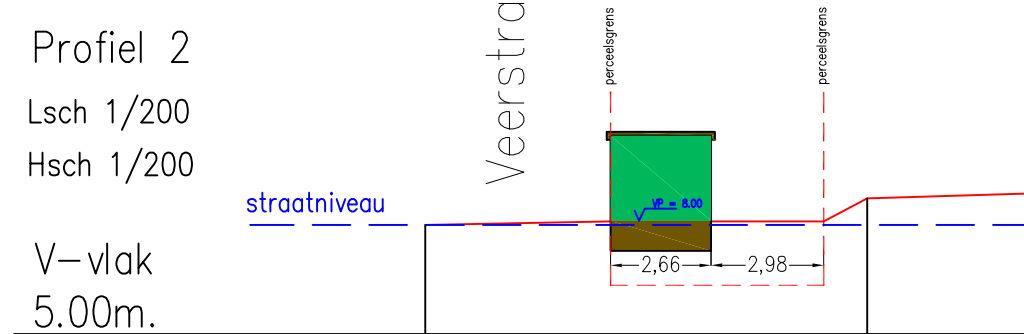 Profiel 2
Lsch 1/200
Hsch 1/200
straatniveau
V-vlak
5.00m.
Veerstra
perceelsgrens
perceelsgrens
VP = 8.00
2,66
2,98